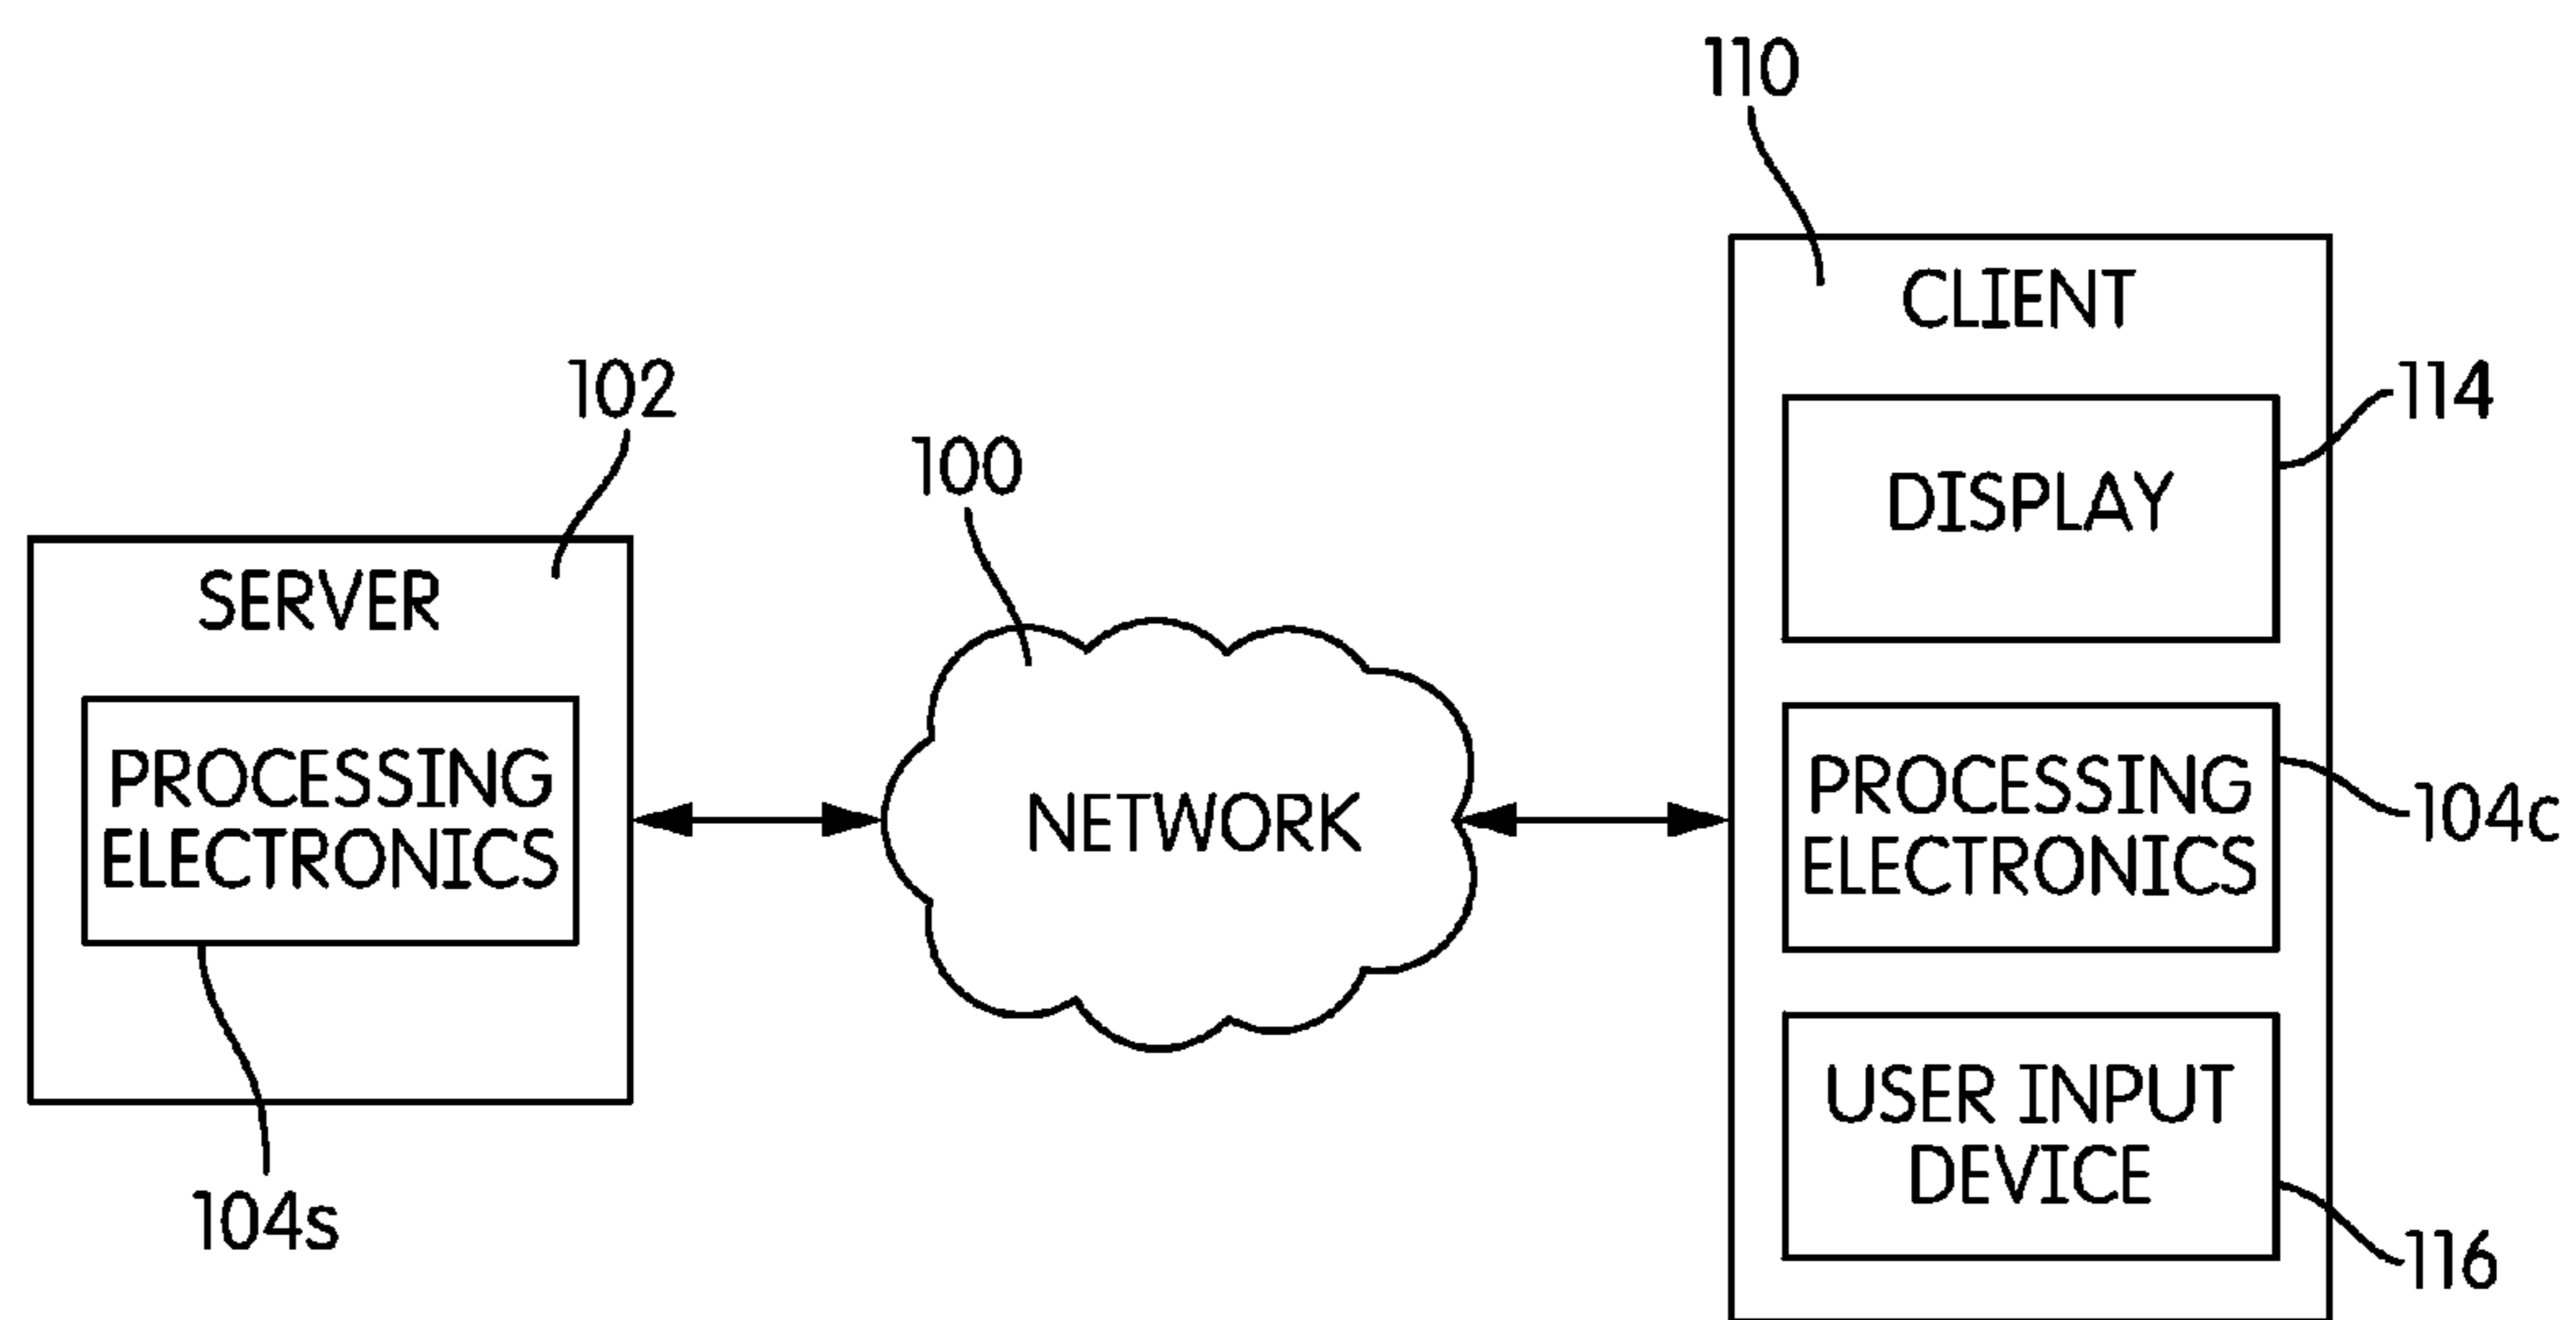 110
CLIENT
114
DISPLAY
102
100
SERVER
PROCESSING
ELECTRONICS
104s
NETWORK
PROCESSING
ELECTRONICS
104c
USER INPUT
DEVICE
116